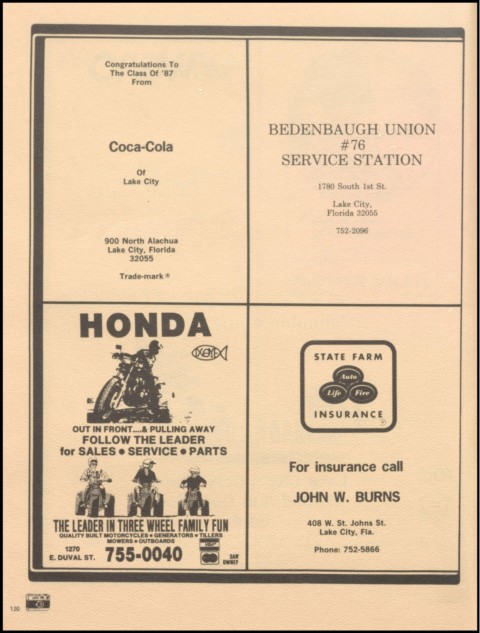 Congratulations To
The Class Of '87
From
Coca-Cola
Of
Lake City
900 North Alachua
Lake City, Florida
32055
Trade-mark ®
BEDENBAUGH UNION
#76
SERVICE STATION
1780 South 1st St.
Lake City,
Florida 32055
752-2096
HONDA
OUT IN FRONT....& PULLING AWAY
FOLLOW THE LEADER
for SALES • SERVICE • PARTS
THE LEADER IN THREE WHEEL FAMILY FUN
QUALITY BUILT MOTORCYCLES • GENERATORS • TILLERS
MOWERS • OUTBOARDS
1270
E. DUVAL ST.
755-0040
OWNER
STATE FARM
Auto
Life Fire
INSURANCE
®
For insurance call
JOHN W. BURNS
408 W. St. Johns St.
Lake City, Fla.
Phone: 752-5866